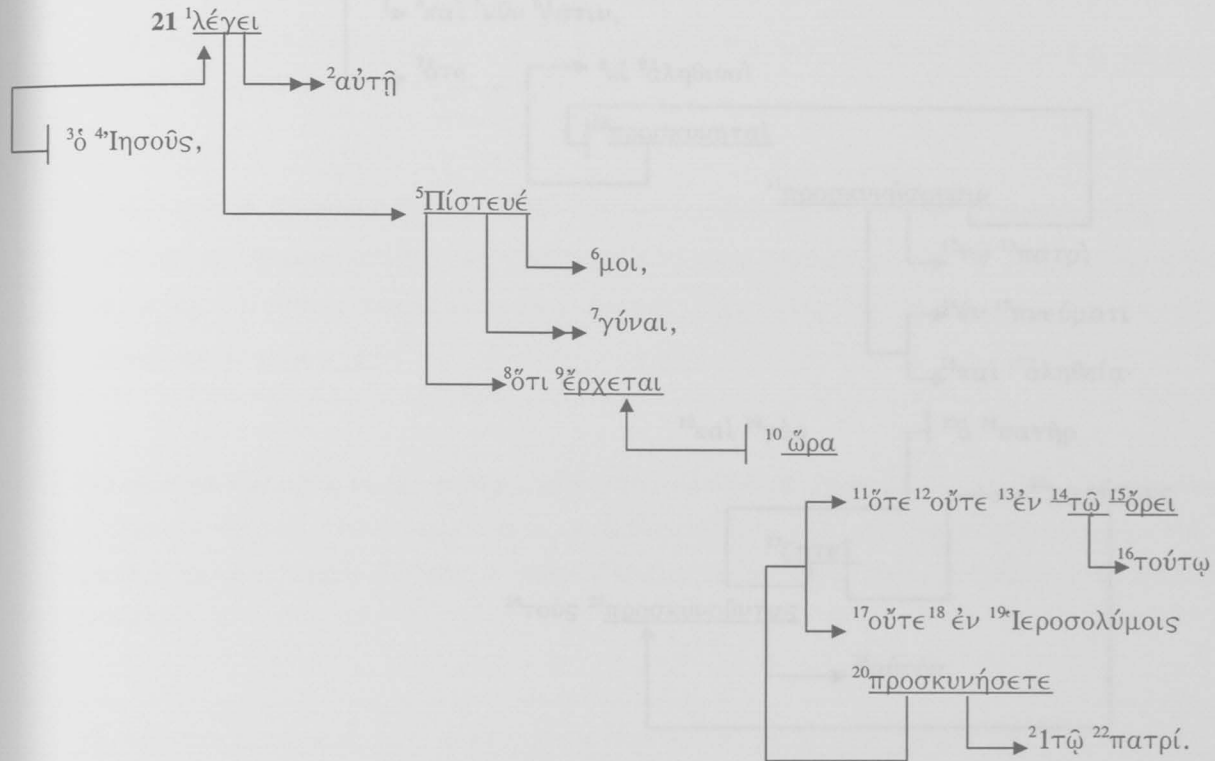 21 ¹λέγει
²αὐτῇ
³ὁ ⁴Ἰησοῦς,
⁵Πίστευέ
⁶μοι,
⁷γύναι,
⁸ὅτι ⁹ἔρχεται
¹⁰ὥρα
¹¹ὅτε ¹²οὔτε ¹³ἐν ¹⁴τῷ ¹⁵ὄρει
¹⁶τούτῳ
¹⁷οὔτε ¹⁸ἐν ¹⁹Ἱεροσολύμοις
²⁰προσκυνήσετε
²1τῷ ²²πατρί.